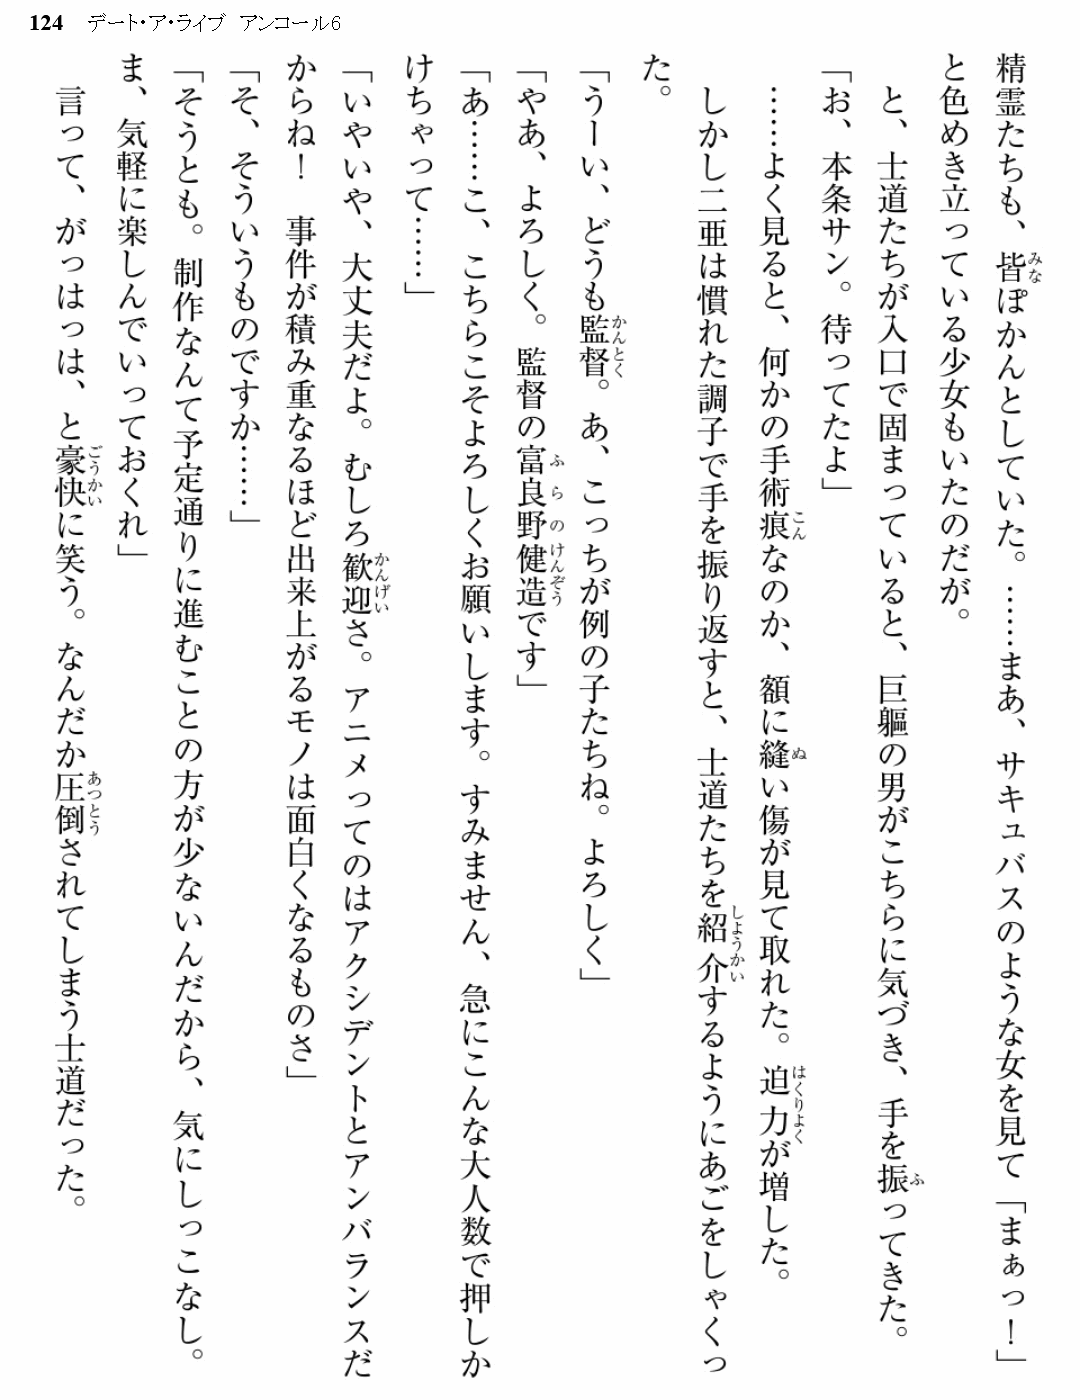 124 デート・ア・ライブ アンコール6
精霊たちも、皆ぽかんとしていた。……まあ、サキュバスのような女を見て「まぁっ！」
と色めき立っている少女もいたのだが。
と、士道たちが入口で固まっていると、巨軀の男がこちらに気づき、手を振ってきた。
「お、本条サン。待ってたよ」
……よく見ると、何かの手術痕なのか、額に縫い傷が見て取れた。迫力が増した。
しかし二亜は慣れた調子で手を振り返すと、士道たちを紹介するようにあごをしゃくっ
た。
「うーい、どうも監督。あ、こっちが例の子たちね。よろしく」
「やあ、よろしく。監督の富良野健造です」
「あ……こ、こちらこそよろしくお願いします。すみません、急にこんな大人数で押しか
けちゃって……」
「いやいや、大丈夫だよ。むしろ歓迎さ。アニメってのはアクシデントとアンバランスだ
からね！　事件が積み重なるほど出来上がるモノは面白くなるものさ」
「そ、そういうものですか……」
「そうとも。制作なんて予定通りに進むことの方が少ないんだから、気にしっこなし。
ま、気軽に楽しんでいっておくれ」
言って、がっはっは、と豪快に笑う。なんだか圧倒されてしまう士道だった。